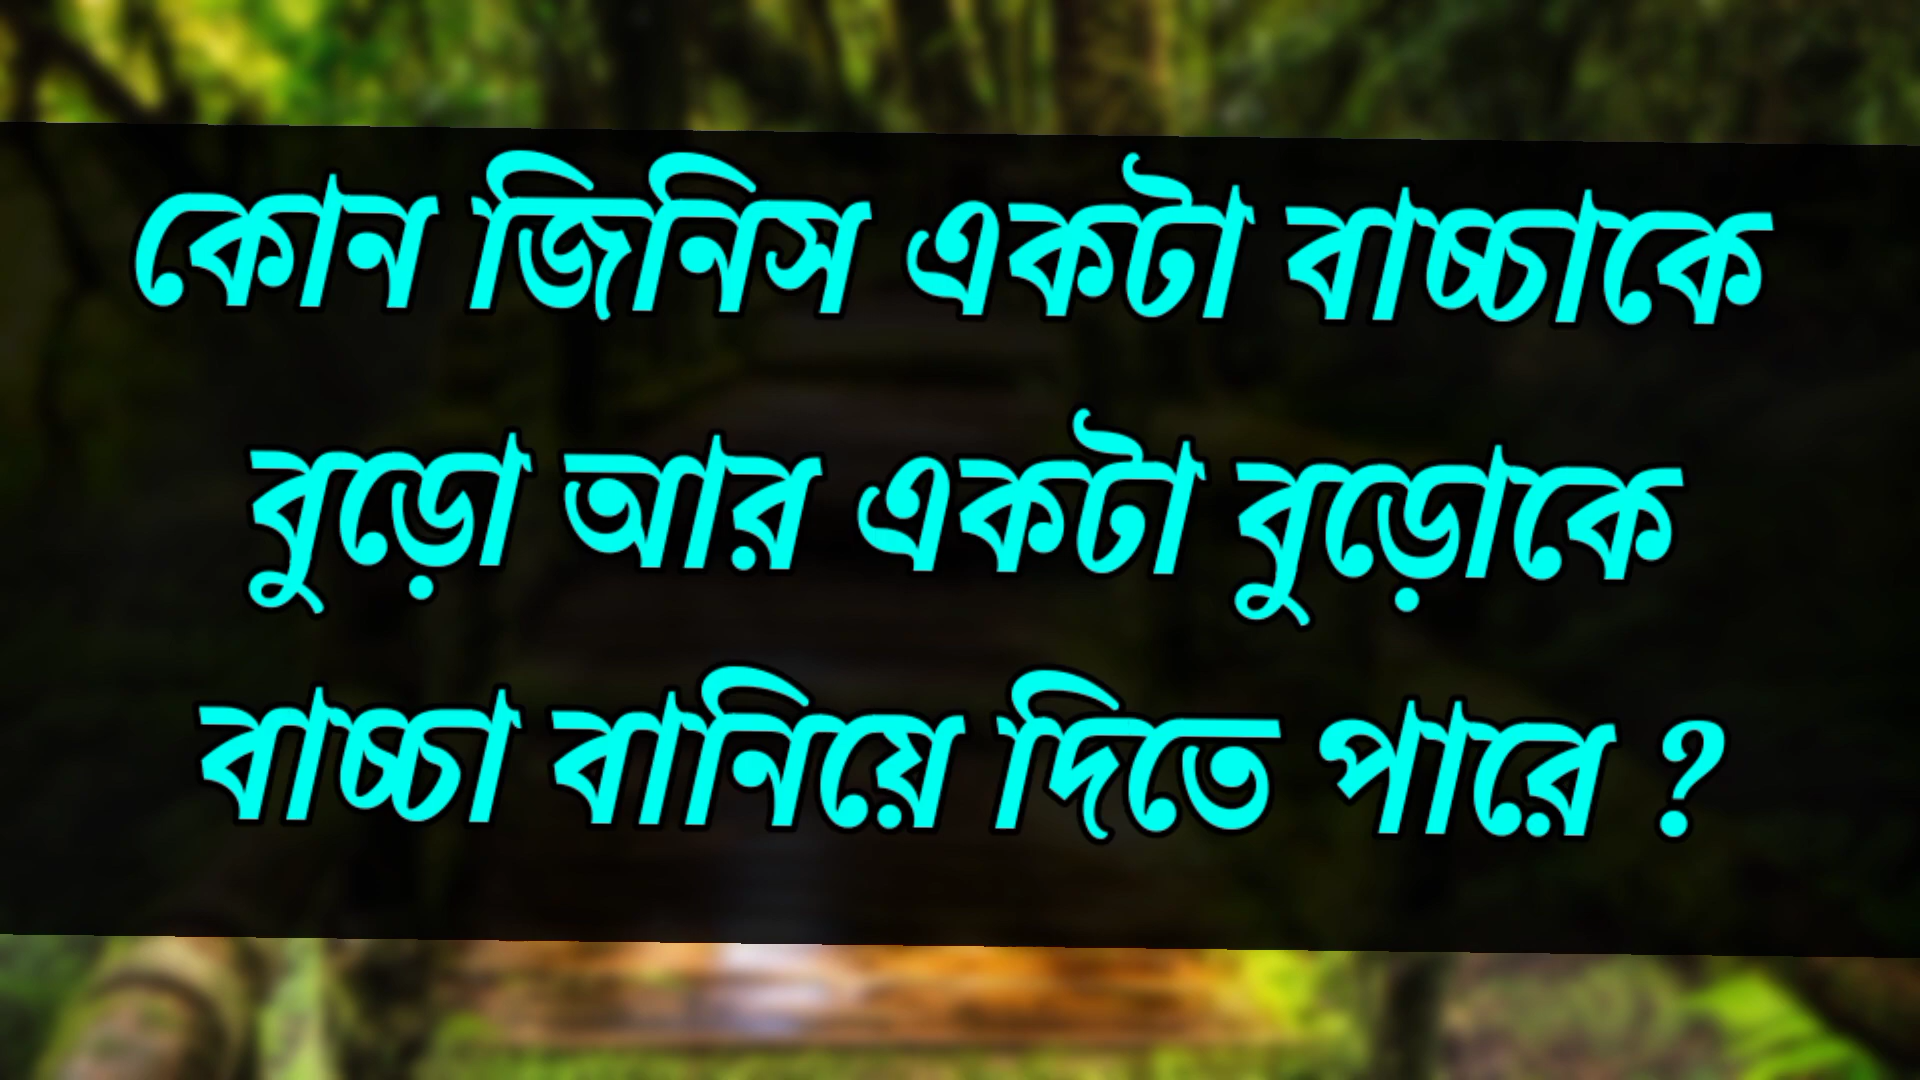 কোন জিনিস একটা বাচ্চাকে
বুড়ো আর একটা বুড়োকে
বাচ্চা বানিয়ে দিতে পারে ?